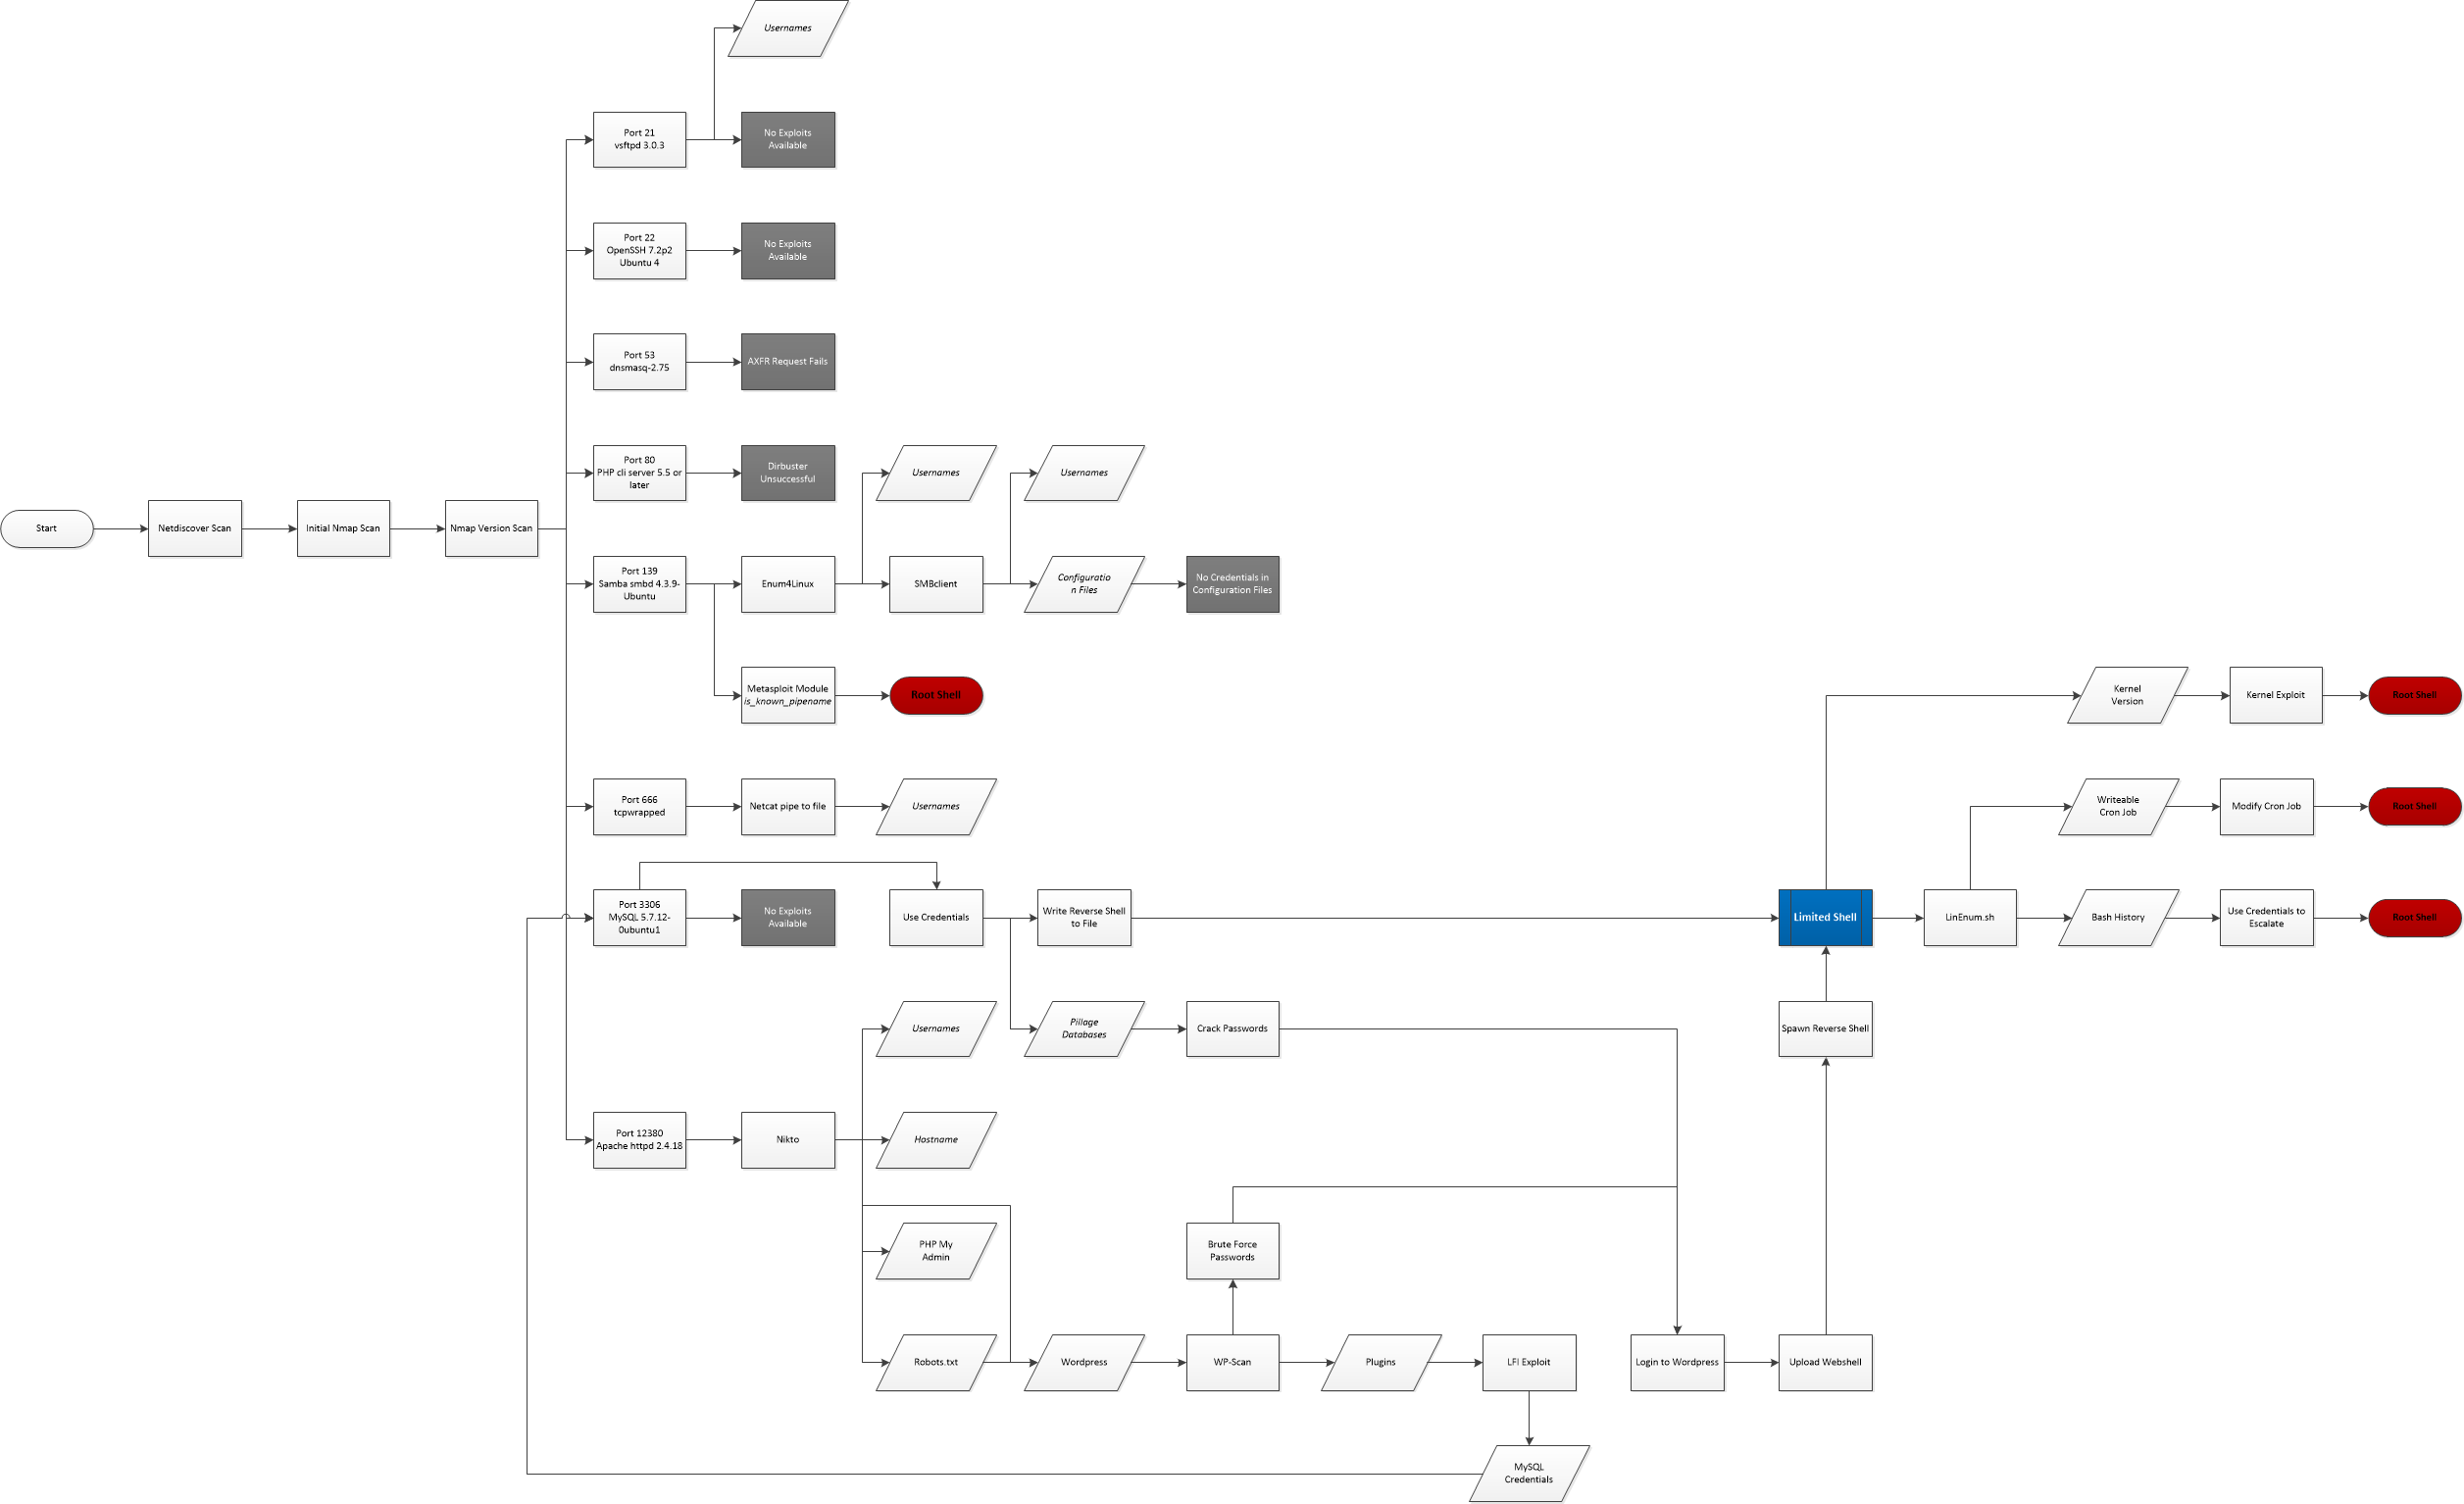 Usernames
Port 21
vsftpd 3.0.3
No Exploits
Available
Port 22
OpenSSH 7.2p2
Ubuntu 4
No Exploits
Available
Port 53
dnsmasq-2.75
AXFR Request Fails
Port 80
PHP cli server 5.5 or
later
Dirbuster
Unsuccessful
Usernames
Usernames
Start
Netdiscover Scan
Initial Nmap Scan
Nmap Version Scan
Port 139
Samba smbd 4.3.9-
Ubuntu
Enum4Linux
SMBclient
Configuratio
n Files
No Credentials in
Configuration Files
Metasploit Module
is_known_pipename
Root Shell
Kernel
Version
Kernel Exploit
Root Shell
Port 666
tcpwrapped
Netcat pipe to file
Usernames
Writeable
Cron Job
Modify Cron Job
Root Shell
Port 3306
MySQL 5.7.12-
0ubuntu1
No Exploits
Available
Use Credentials
Write Reverse Shell
to File
Limited Shell
LinEnum.sh
Bash History
Use Credentials to
Escalate
Root Shell
Usernames
Pillage
Databases
Crack Passwords
Spawn Reverse Shell
Port 12380
Apache httpd 2.4.18
Nikto
Hostname
PHP My
Admin
Brute Force
Passwords
Robots.txt
Wordpress
WP-Scan
Plugins
LFI Exploit
Login to Wordpress
Upload Webshell
MySQL
Credentials